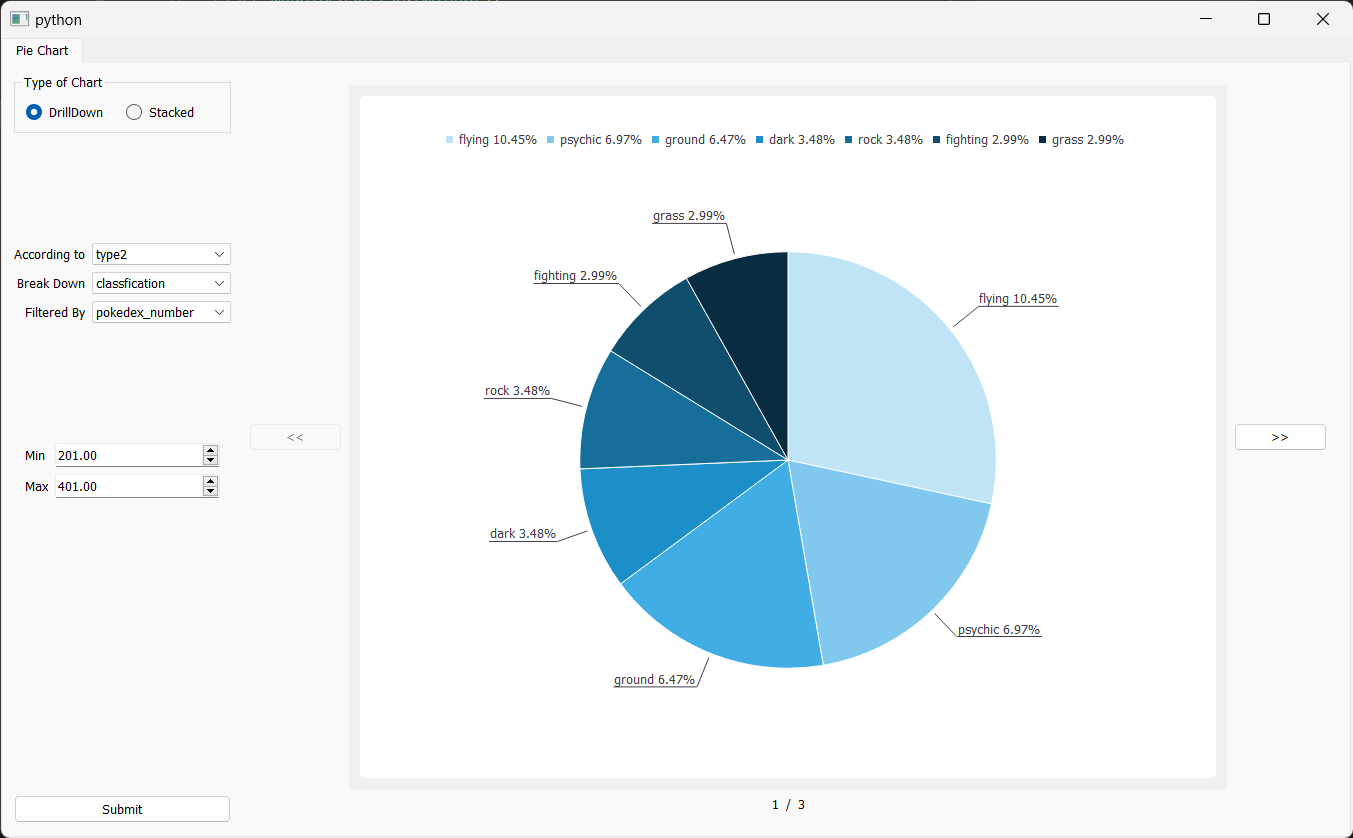 python
Pie Chart
Type of Chart
DrillDown Stacked
According to type2
Break Down classfication
Filtered By pokedex_number
Min 201.00
Max 401.00
Submit
<<
flying 10.45% psychic 6.97% ground 6.47% dark 3.48% rock 3.48% fighting 2.99% grass 2.99%
grass 2.99%
fighting 2.99%
flying 10.45%
rock 3.48%
dark 3.48%
psychic 6.97%
ground 6.47%
1 / 3
>>